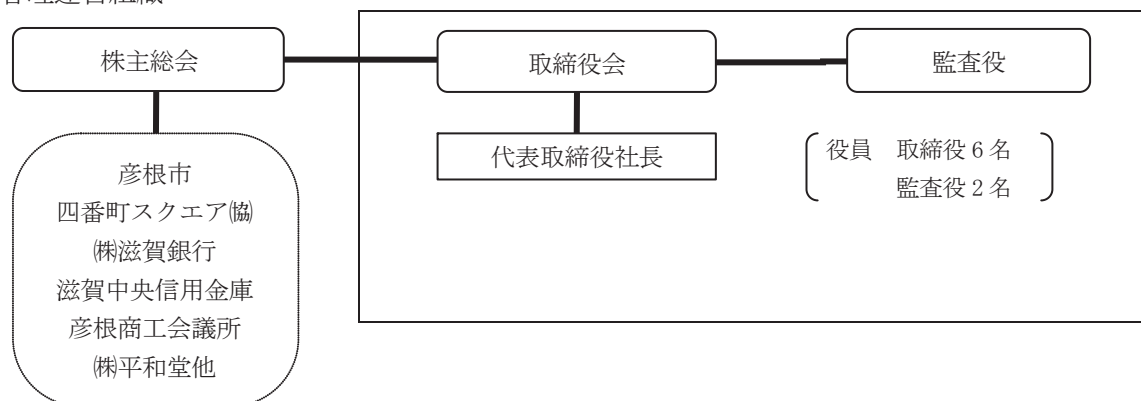 管理運営組織
株主総会
取締役会
監査役
代表取締役社長
役員　取締役 6 名
監査役 2 名
彦根市
四番町スクエア㈿
㈱滋賀銀行
滋賀中央信用金庫
彦根商工会議所
㈱平和堂他